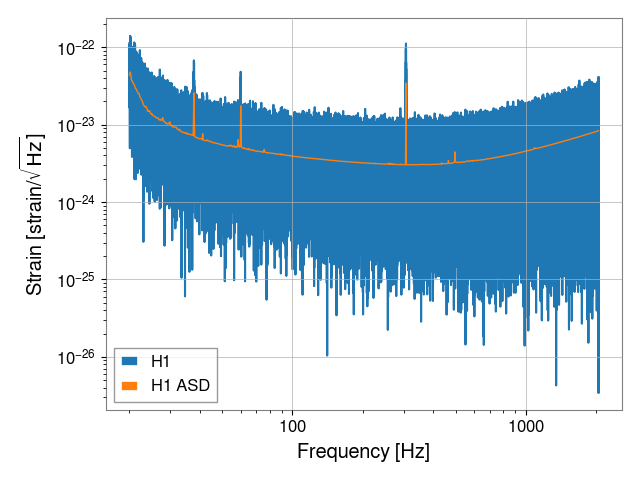 10⁻²²
10⁻²³
10⁻²⁴
10⁻²⁵
10⁻²⁶
Strain [strain/√Hz]
H1
H1 ASD
100
1000
Frequency [Hz]